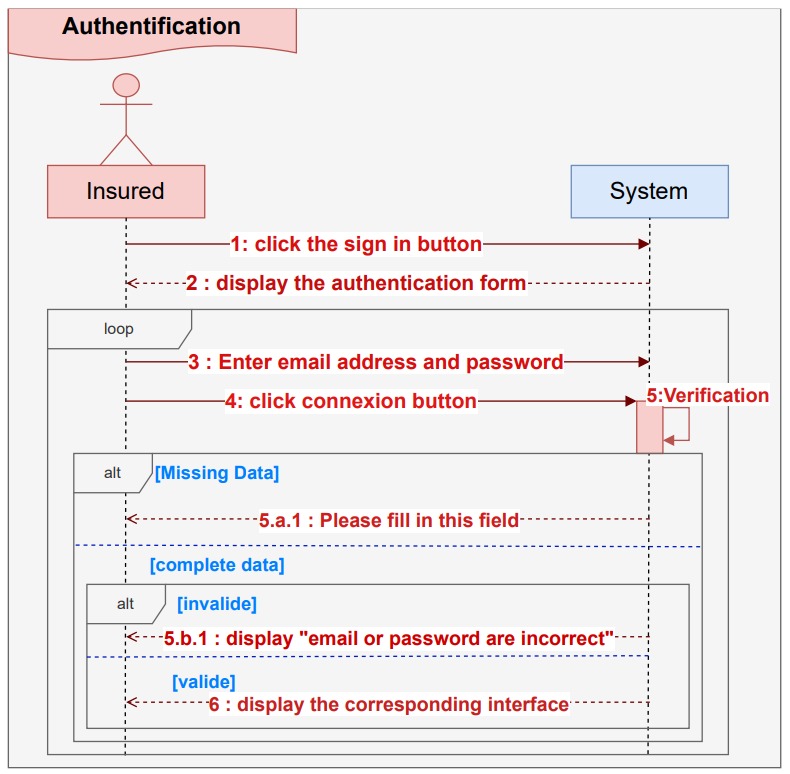 Authentification
Insured
System
1: click the sign in button
2 : display the authentication form
loop
3 : Enter email address and password
4: click connexion button
5:Verification
alt
[Missing Data]
5.a.1 : Please fill in this field
[complete data]
alt
[invalide]
5.b.1 : display "email or password are incorrect"
[valide]
6 : display the corresponding interface